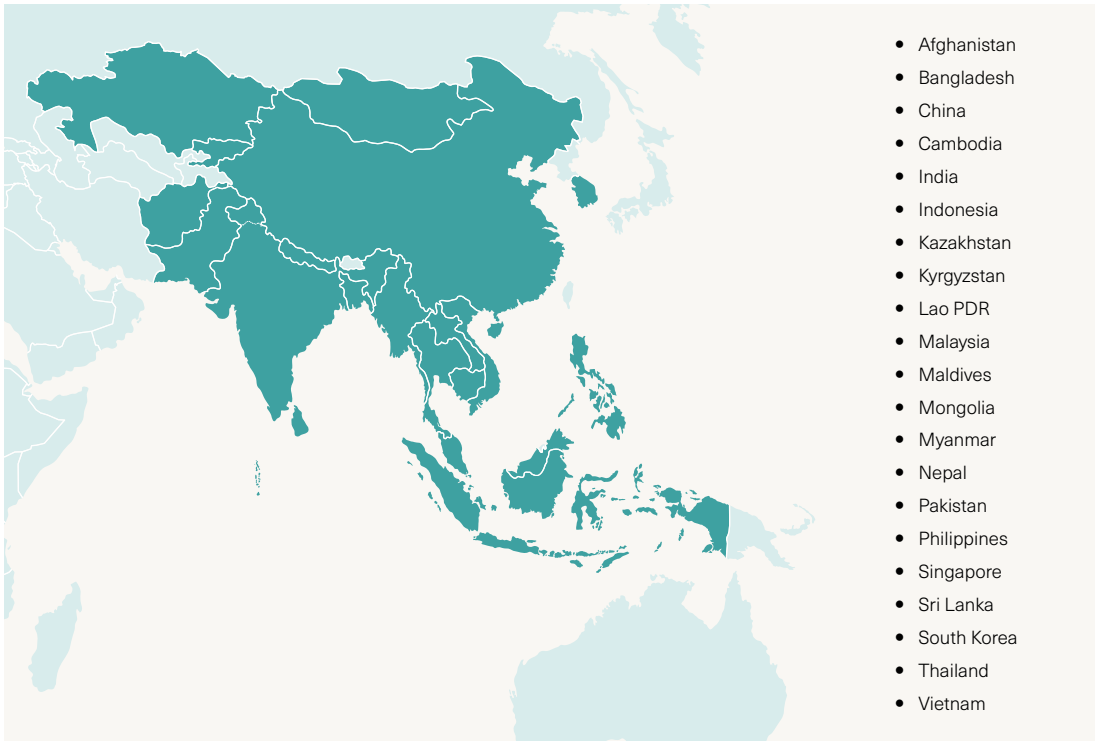 Afghanistan
Bangladesh
China
Cambodia
India
Indonesia
Kazakhstan
Kyrgyzstan
Lao PDR
Malaysia
Maldives
Mongolia
Myanmar
Nepal
Pakistan
Philippines
Singapore
Sri Lanka
South Korea
Thailand
Vietnam